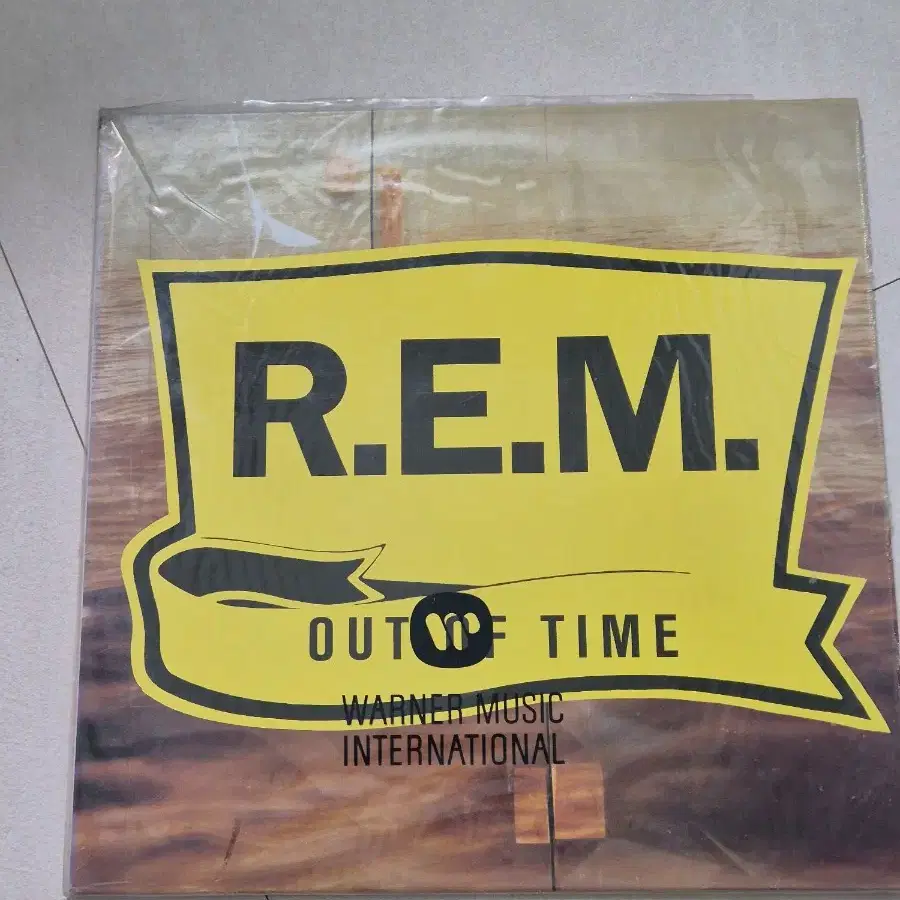 R.E.M.
OUT OF TIME
WARNER MUSIC
INTERNATIONAL